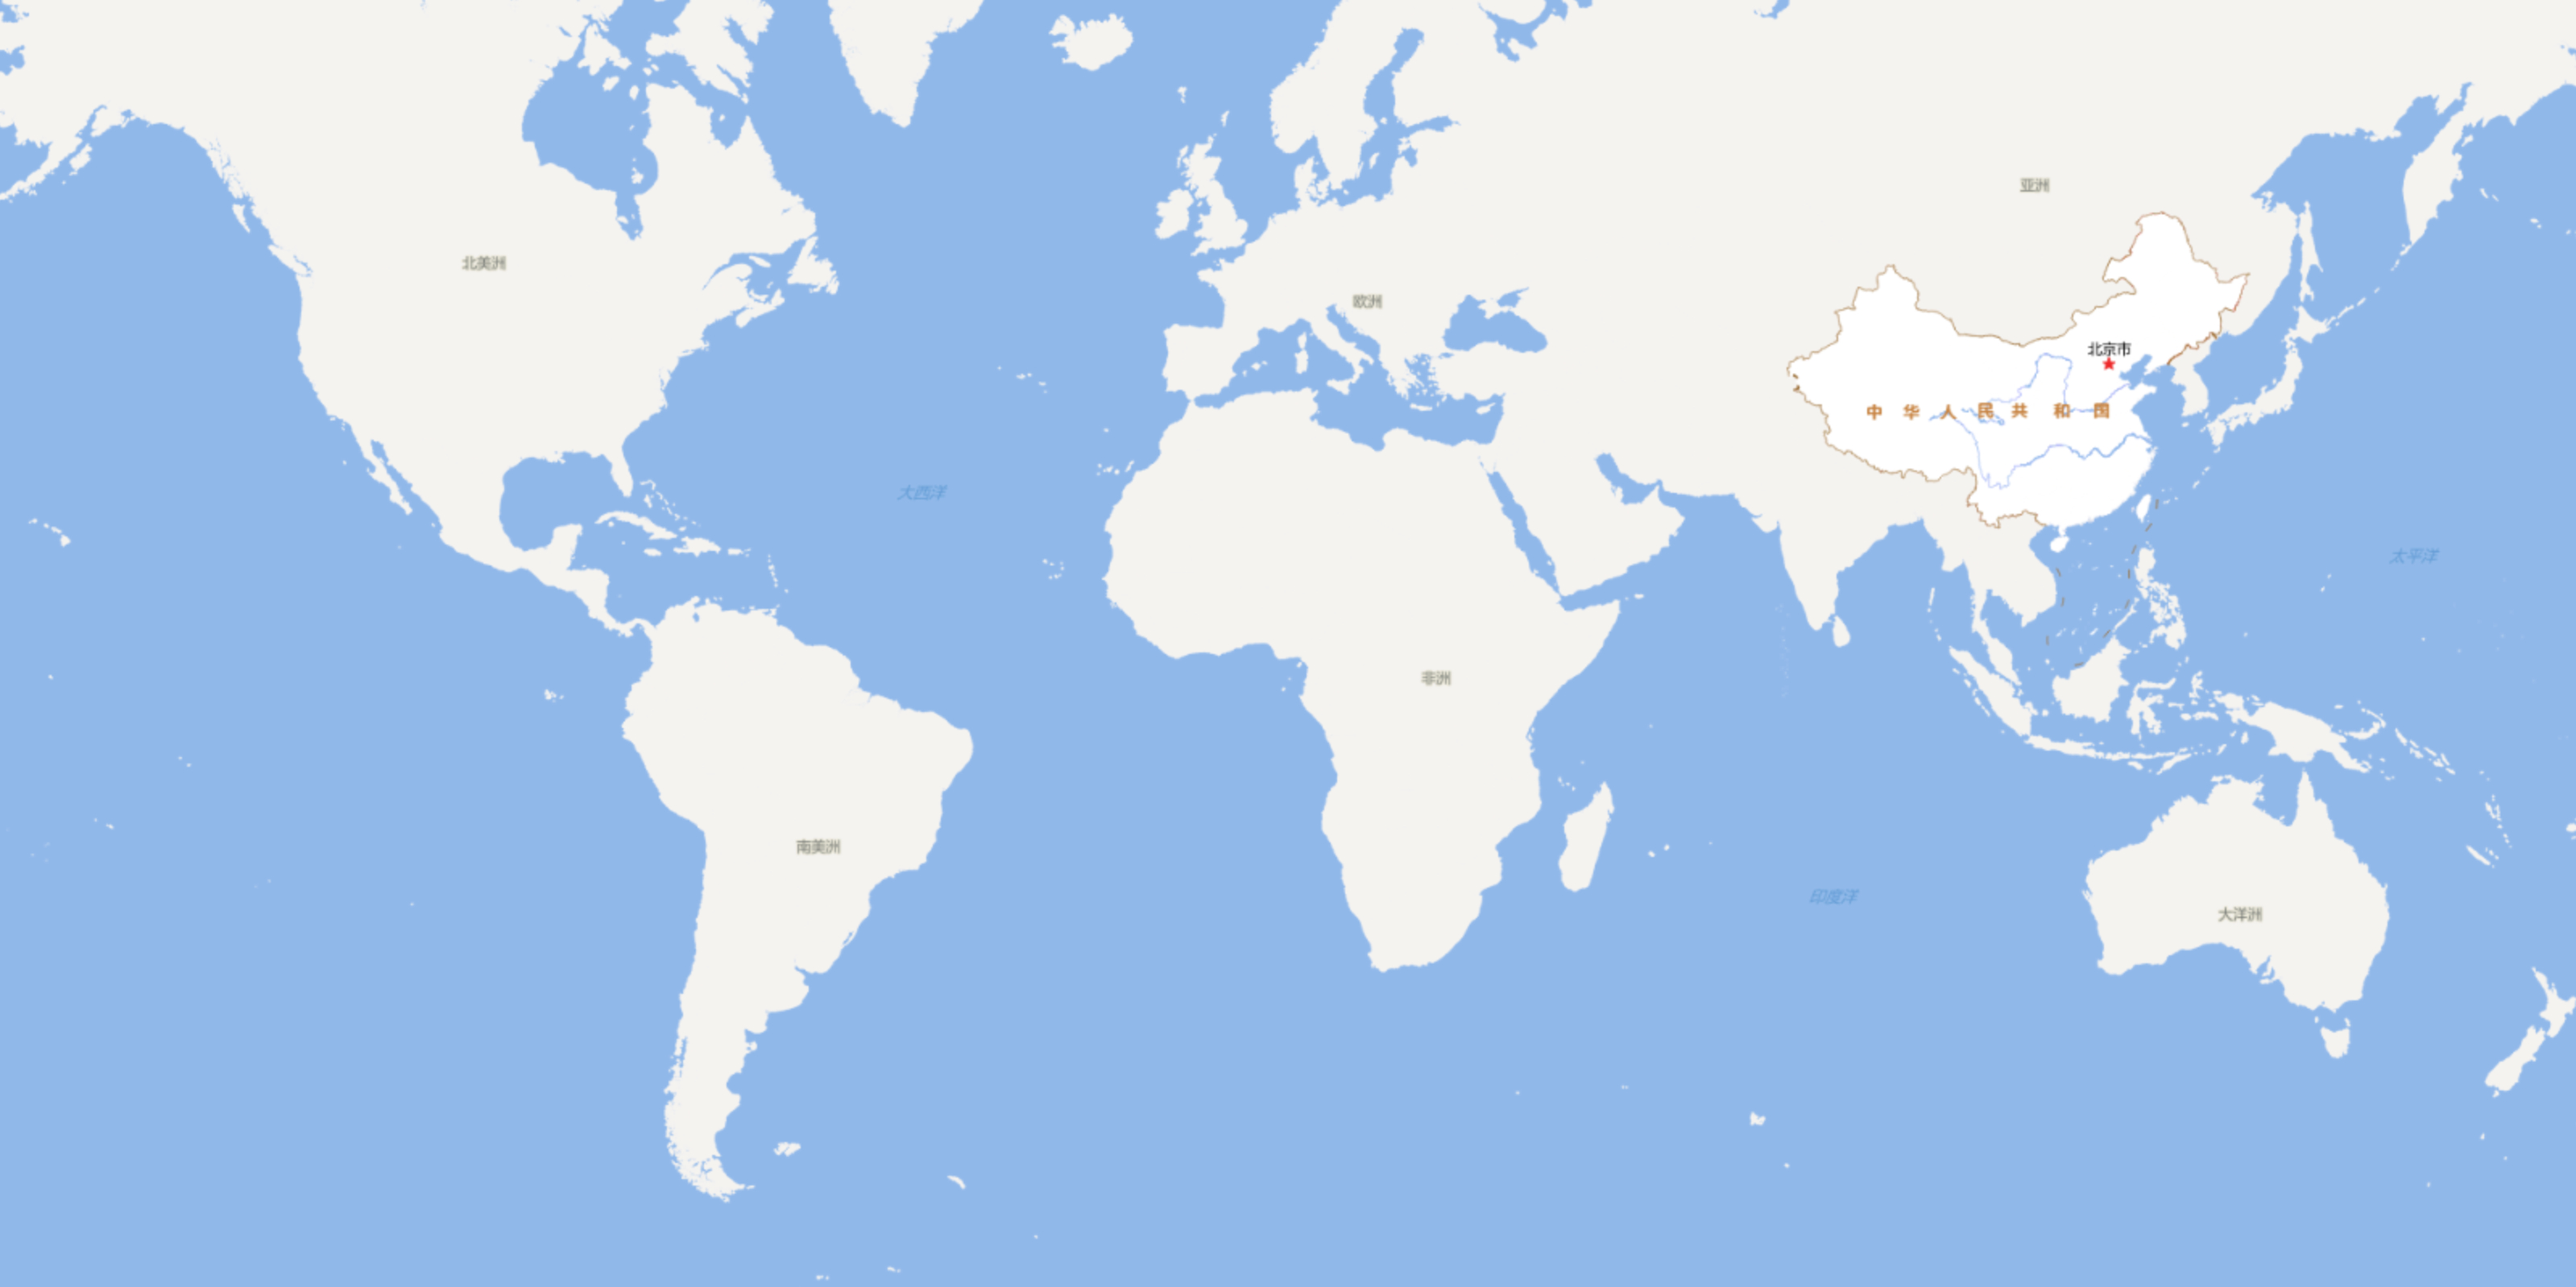 亚洲
北美洲
欧洲
北京市
中华人民共和国
大西洋
太平洋
非洲
南美洲
印度洋
大洋洲